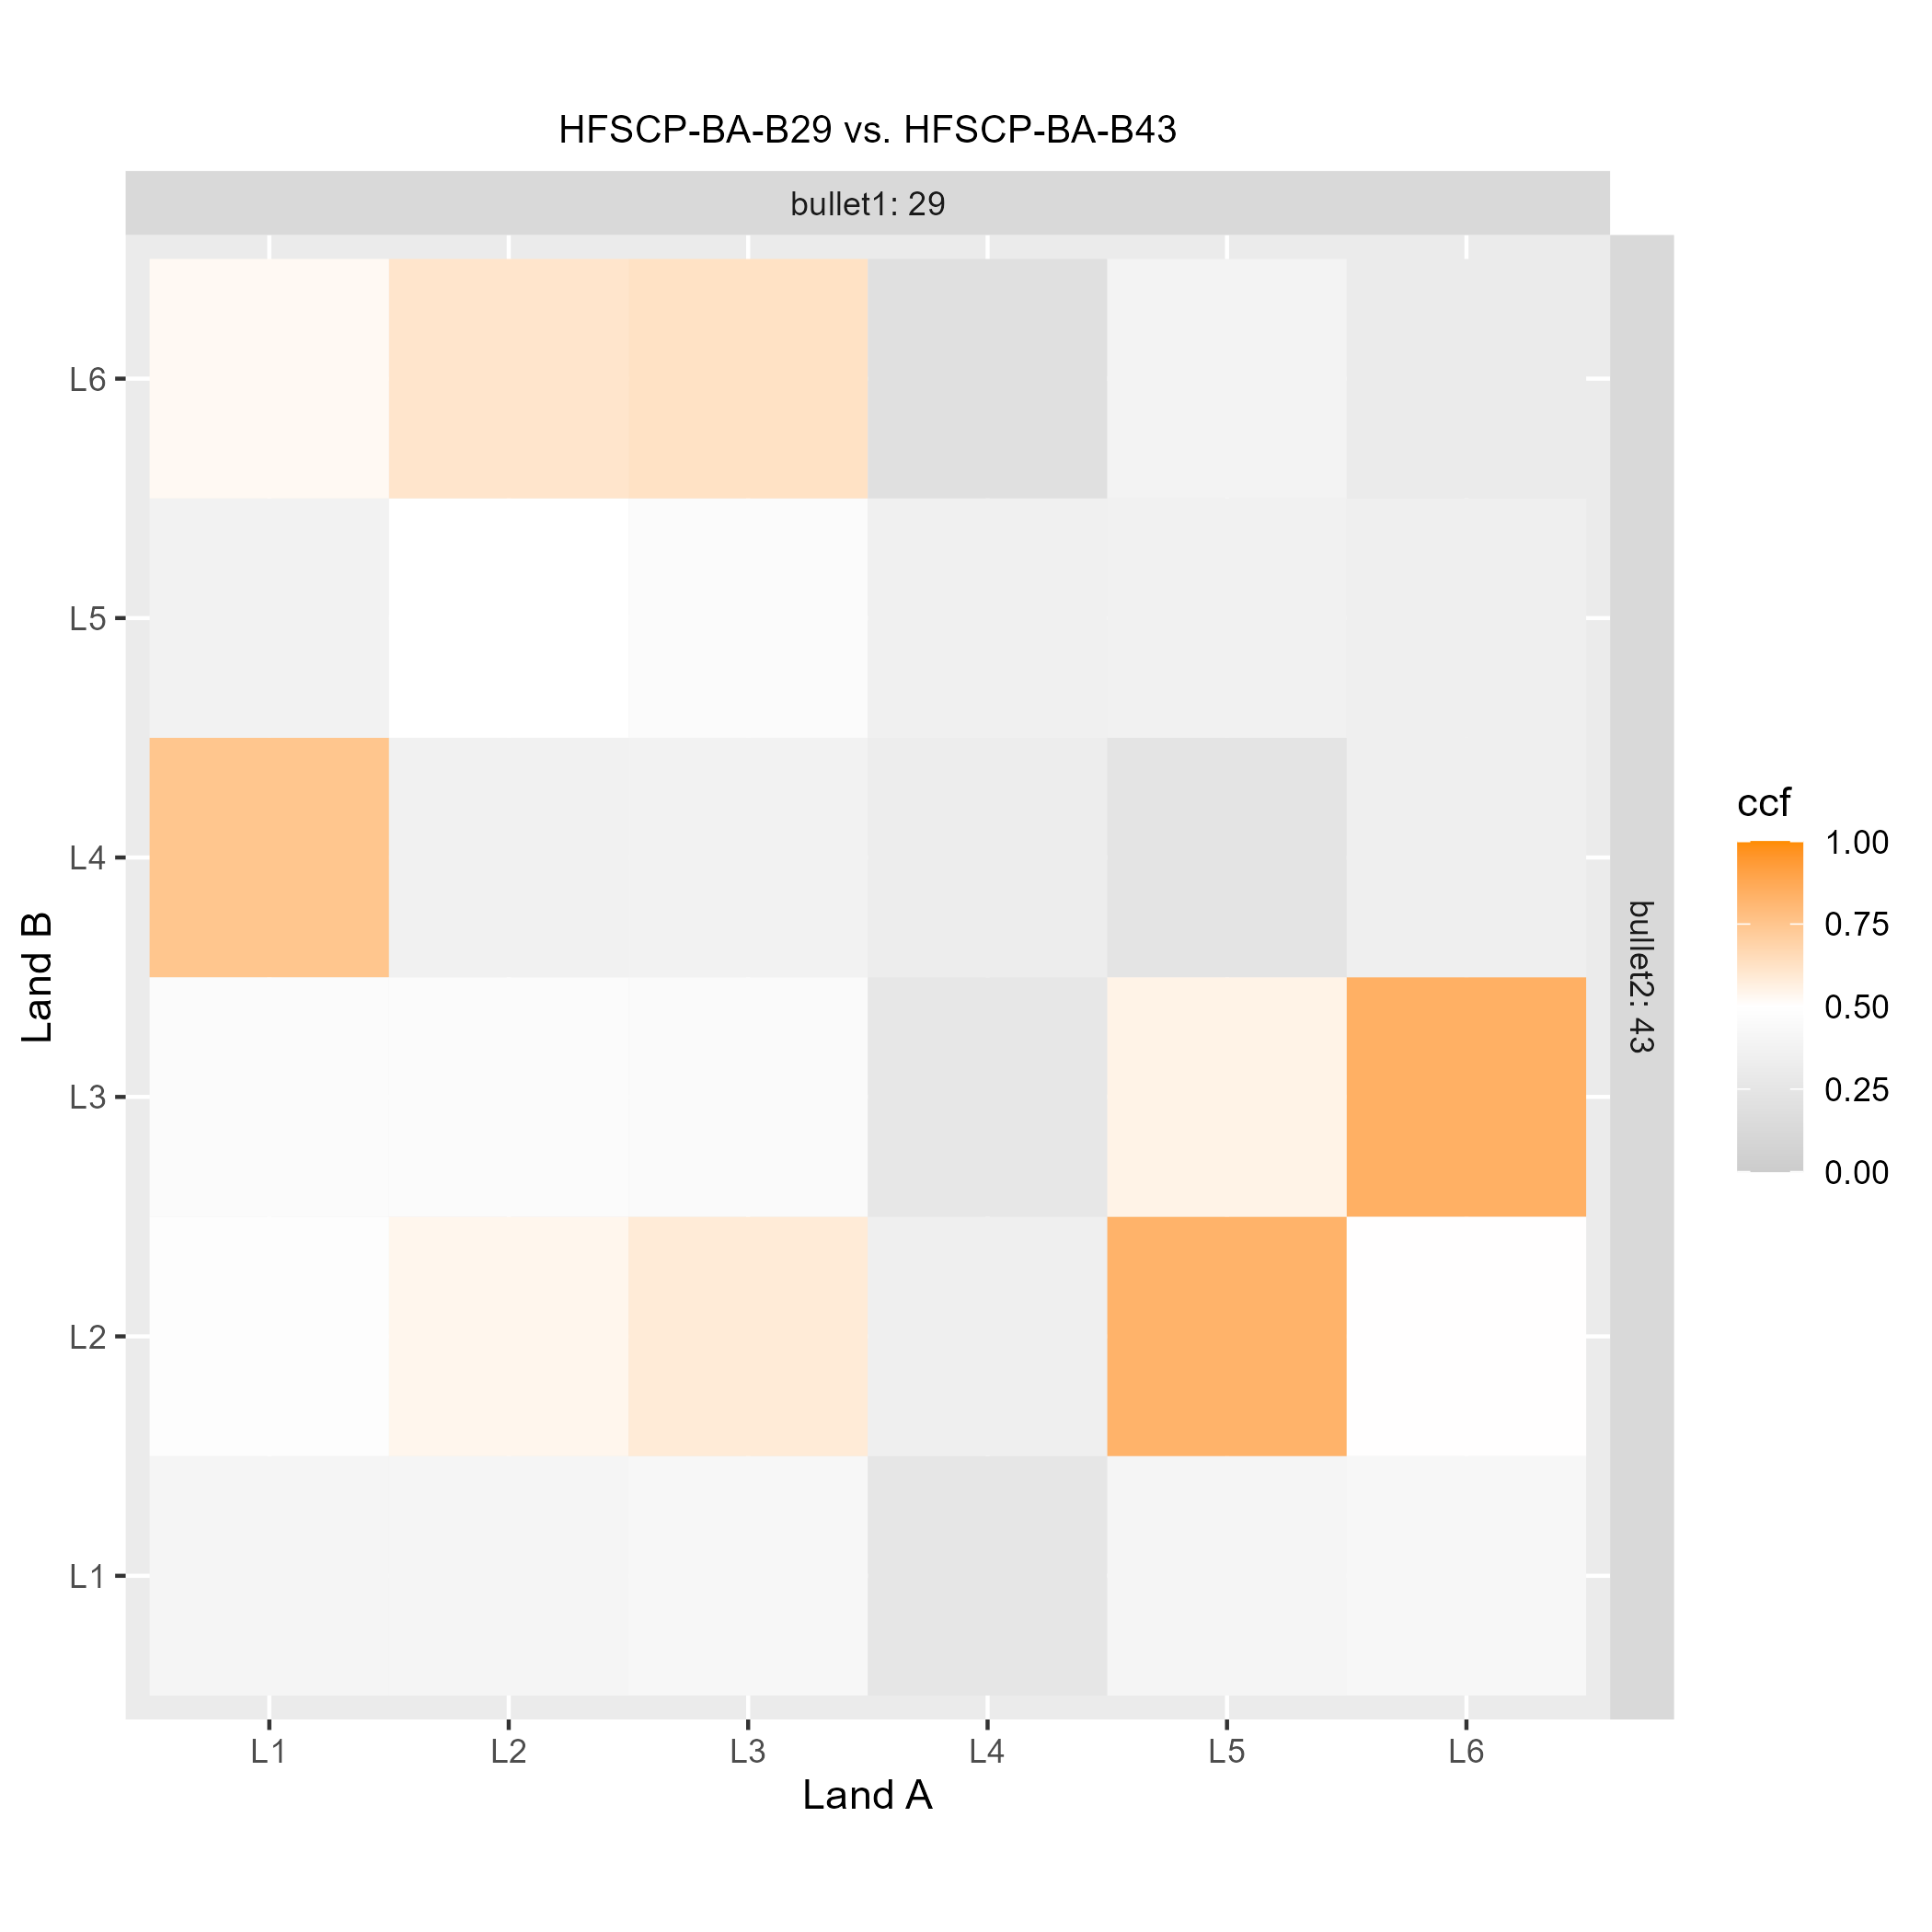 HFSCP-BA-B29 vs. HFSCP-BA-B43
bullet1: 29
L6
L5
L4
L3
L2
L1
Land B
bullet2: 43
L1 L2 L3 L4 L5 L6
Land A
ccf
1.00
0.75
0.50
0.25
0.00